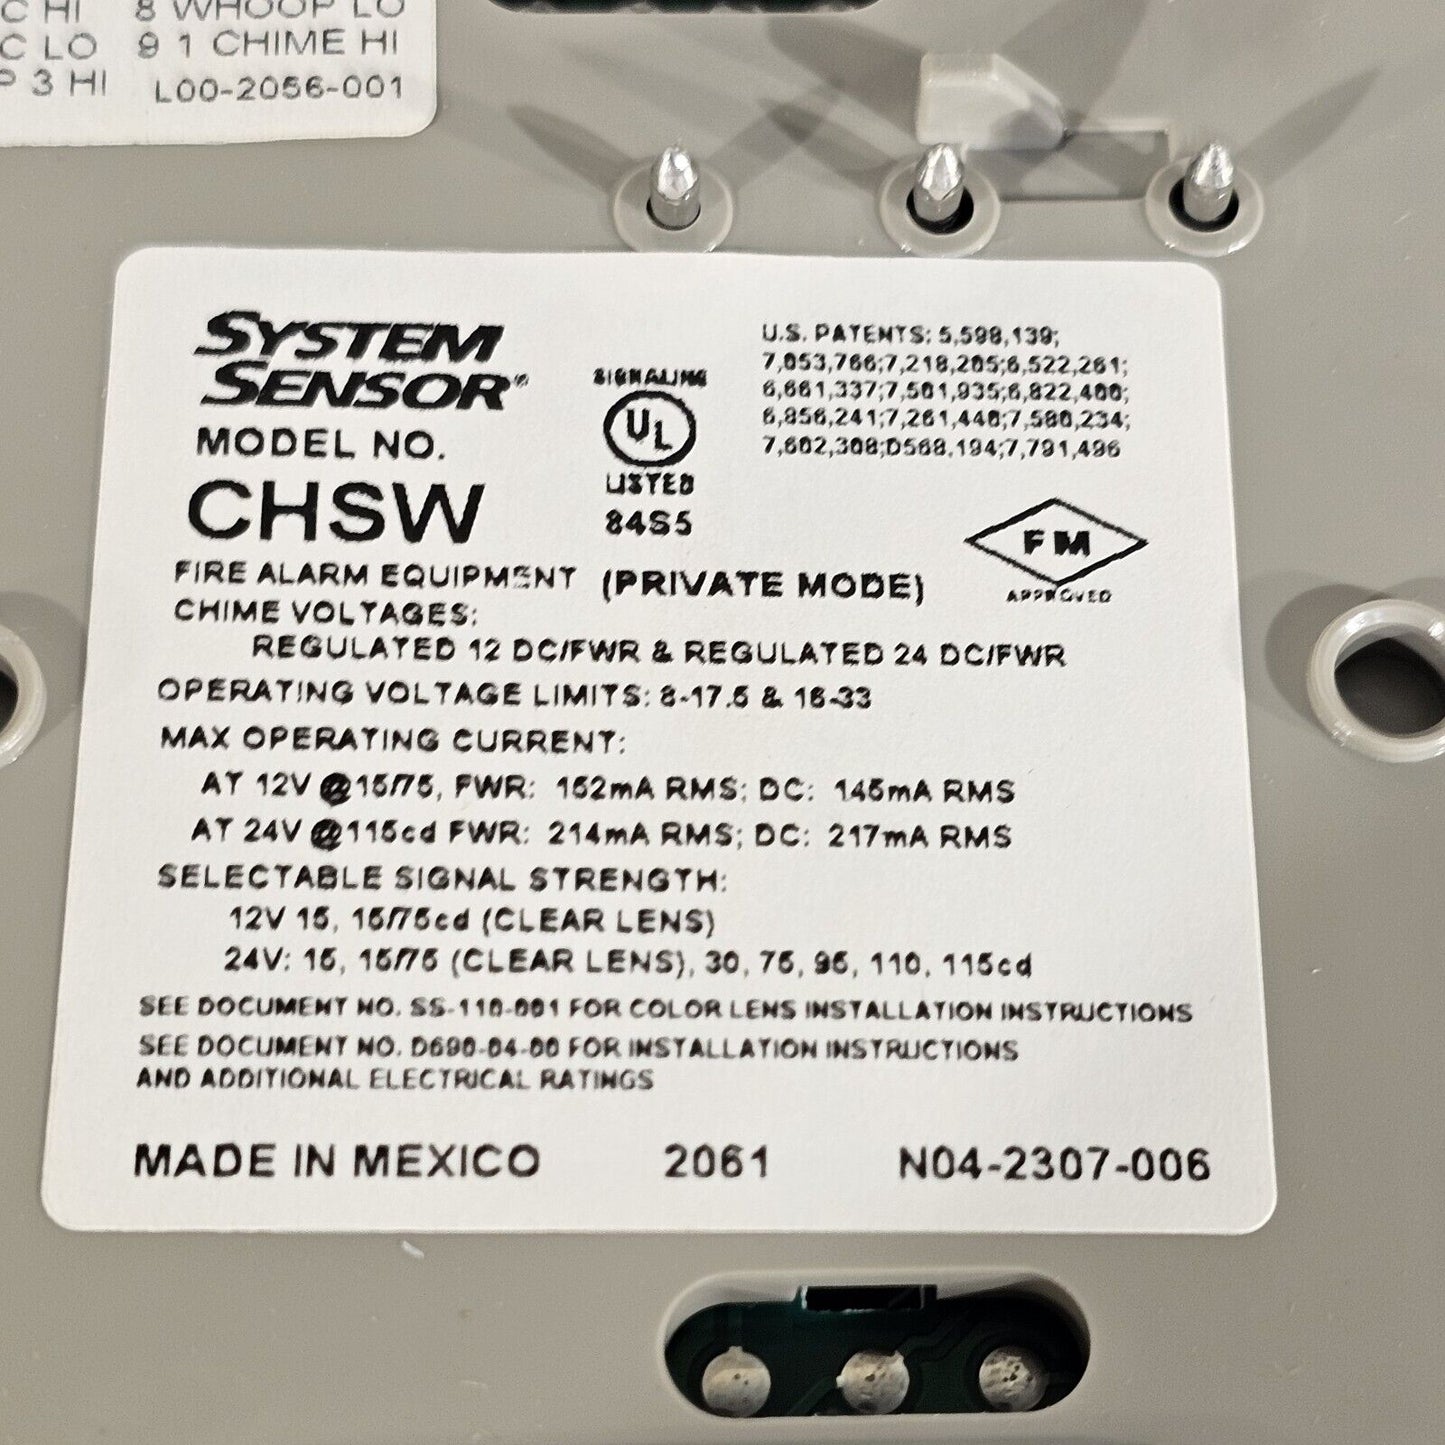 C HI 8 WHOOP LO
C LO 9 1 CHIME HI
P 3 HI L00-2056-001
SYSTEM
SENSOR®
MODEL NO.
CHSW
SIGNALING
UL
LISTED
84S5
U.S. PATENTS: 5,598,139;
7,053,766;7,218,205;6,522,261;
6,661,337;7,501,935;6,822,400;
6,856,241;7,261,440;7,580,234;
7,602,308;D568,194;7,791,496
FM
APPROVED
FIRE ALARM EQUIPMENT (PRIVATE MODE)
CHIME VOLTAGES:
REGULATED 12 DC/FWR & REGULATED 24 DC/FWR
OPERATING VOLTAGE LIMITS: 8-17.5 & 16-33
MAX OPERATING CURRENT:
AT 12V @15/75, FWR: 152mA RMS; DC: 145mA RMS
AT 24V @115cd FWR: 214mA RMS; DC: 217mA RMS
SELECTABLE SIGNAL STRENGTH:
12V 15, 15/75cd (CLEAR LENS)
24V: 15, 15/75 (CLEAR LENS), 30, 75, 95, 110, 115cd
SEE DOCUMENT NO. SS-110-001 FOR COLOR LENS INSTALLATION INSTRUCTIONS
SEE DOCUMENT NO. D690-04-00 FOR INSTALLATION INSTRUCTIONS
AND ADDITIONAL ELECTRICAL RATINGS
MADE IN MEXICO 2061 N04-2307-006